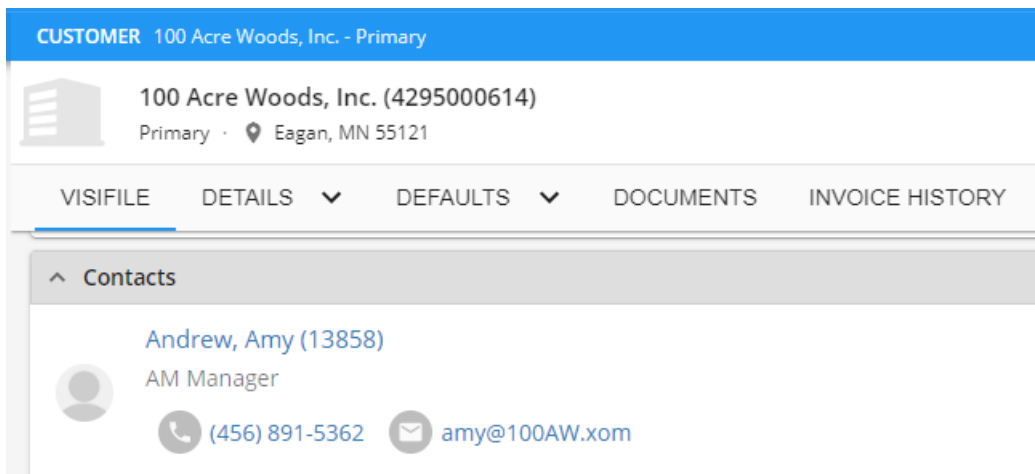 CUSTOMER 100 Acre Woods, Inc. - Primary
100 Acre Woods, Inc. (4295000614)
Primary · Eagan, MN 55121
VISIFILE DETAILS DEFAULTS DOCUMENTS INVOICE HISTORY
Contacts
Andrew, Amy (13858)
AM Manager
(456) 891-5362 amy@100AW.xom